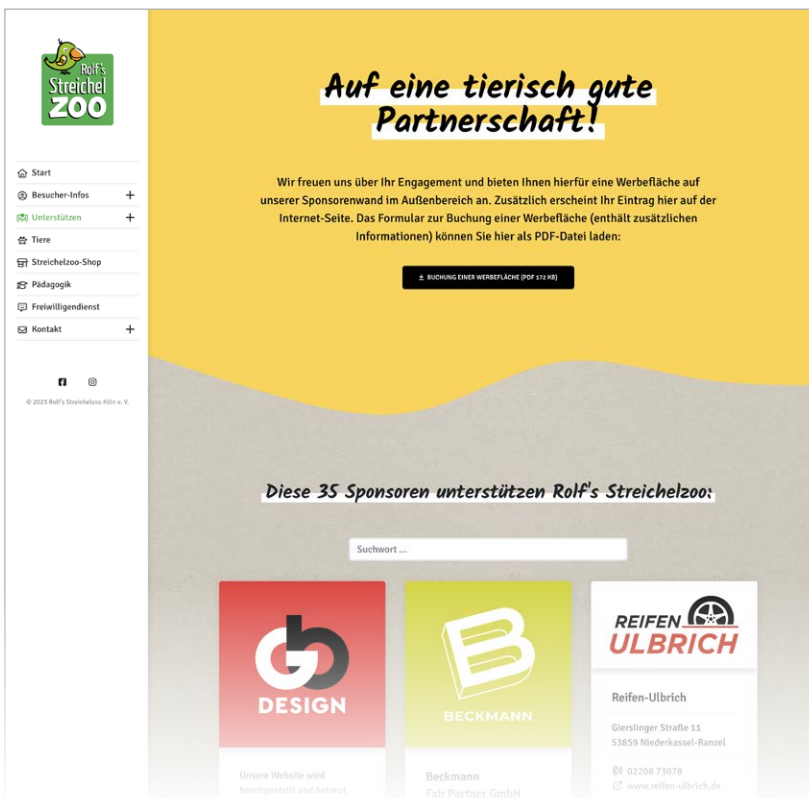 Rolf's
Streichel
ZOO
Start
Besucher-Infos +
Unterstützen +
Tiere
Streichelzoo-Shop
Pädagogik
Freiwilligendienst
Kontakt +
© 2023 Rolf's Streichelzoo Köln e. V.
Auf eine tierisch gute
Partnerschaft!
Wir freuen uns über Ihr Engagement und bieten Ihnen hierfür eine Werbefläche auf
unserer Sponsorenwand im Außenbereich an. Zusätzlich erscheint Ihr Eintrag hier auf der
Internet-Seite. Das Formular zur Buchung einer Werbefläche (enthält zusätzlichen
Informationen) können Sie hier als PDF-Datei laden:
BUCHUNG EINER WERBEFLÄCHE (PDF 172 KB)
Diese 35 Sponsoren unterstützen Rolf's Streichelzoo:
Suchwort ...
Gb
DESIGN
Unsere Website wird
bereitgestellt und betreut
B
BECKMANN
Beckmann
Fair Partner GmbH
REIFEN
ULBRICH
Reifen-Ulbrich
Gierslinger Straße 11
53859 Niederkassel-Ranzel
02208 73078
www.reifen-ulbrich.de